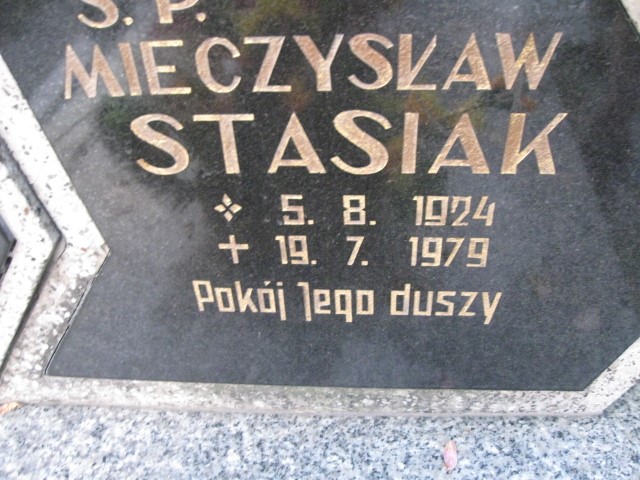 Ś. P.
MIECZYSŁAW
STASIAK
5. 8. 1924
+ 19. 7. 1979
Pokój Jego duszy